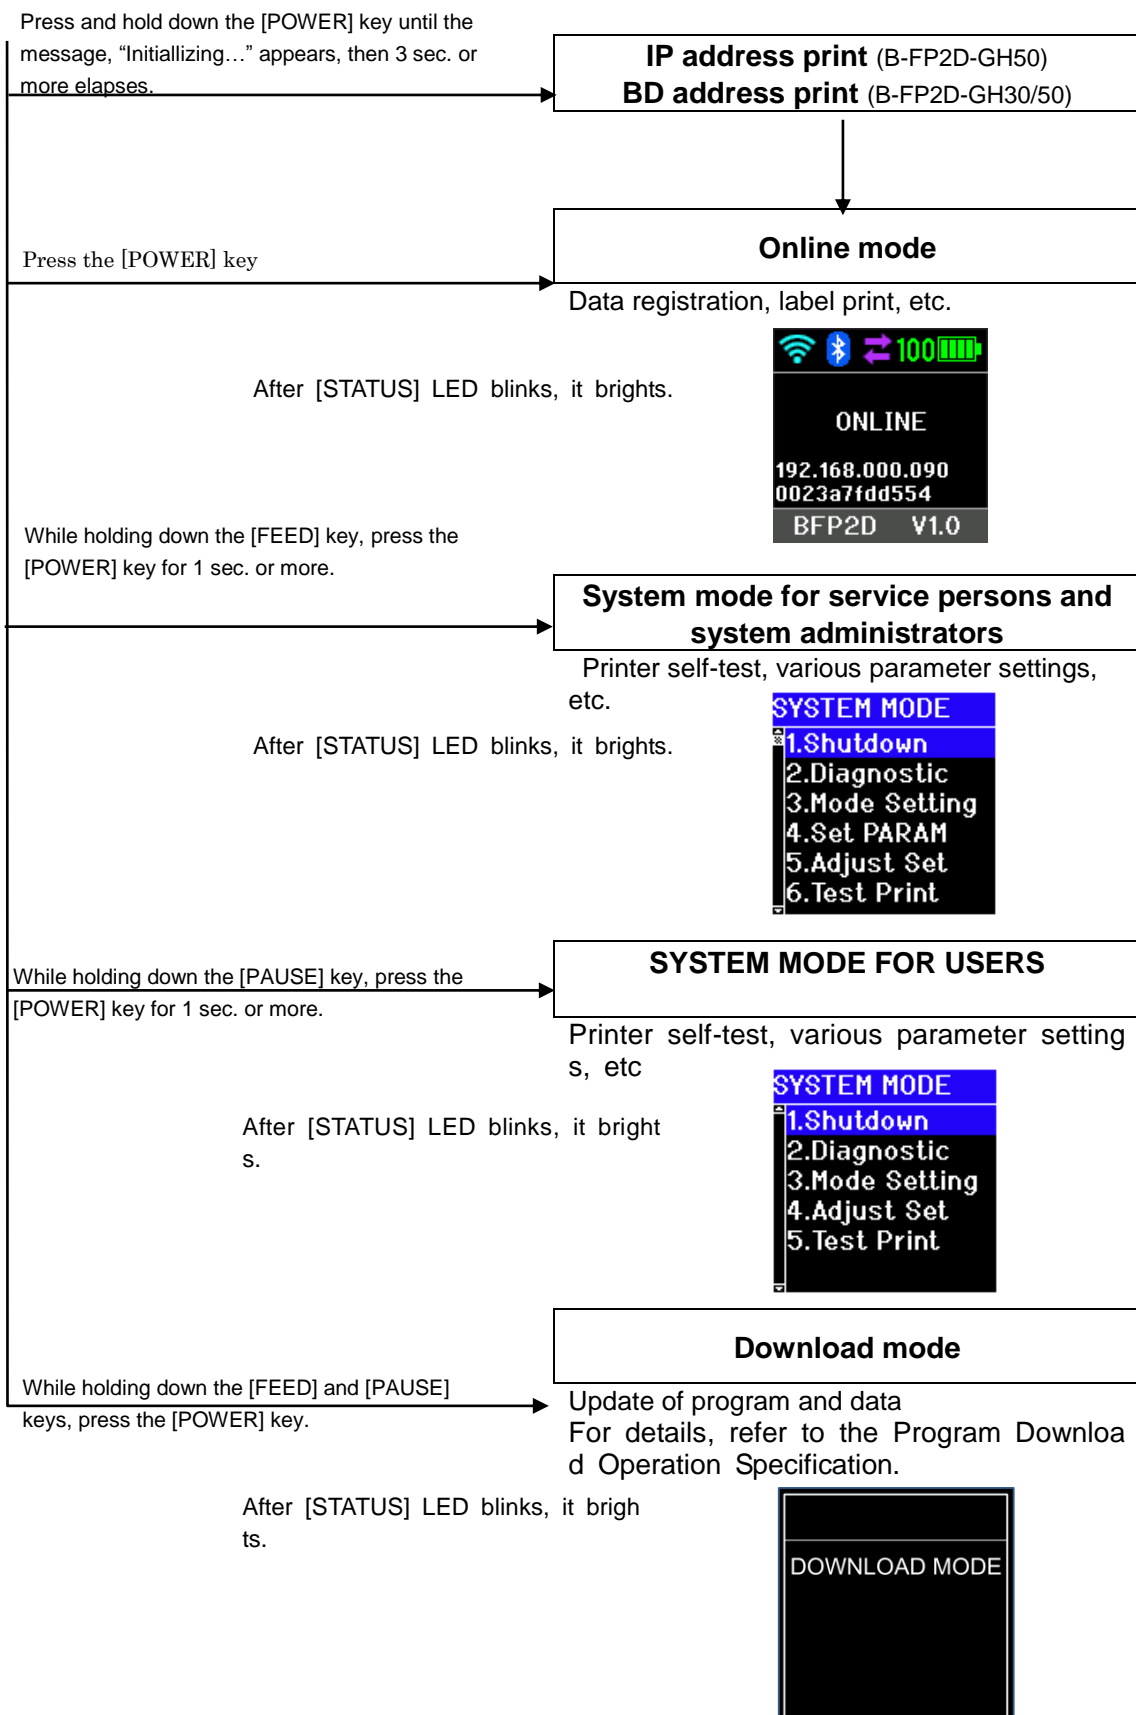 Press and hold down the [POWER] key until the
message, “Initiallizing…” appears, then 3 sec. or
more elapses.
IP address print (B-FP2D-GH50)
BD address print (B-FP2D-GH30/50)
Press the [POWER] key
Online mode
Data registration, label print, etc.
100
After [STATUS] LED blinks, it brights.
ONLINE
192.168.000.090
0023a7fdd554
BFP2D V1.0
While holding down the [FEED] key, press the
[POWER] key for 1 sec. or more.
System mode for service persons and
system administrators
Printer self-test, various parameter settings,
etc.
SYSTEM MODE
1.Shutdown
2.Diagnostic
3.Mode Setting
4.Set PARAM
5.Adjust Set
6.Test Print
After [STATUS] LED blinks, it brights.
While holding down the [PAUSE] key, press the
[POWER] key for 1 sec. or more.
SYSTEM MODE FOR USERS
Printer self-test, various parameter setting
s, etc
SYSTEM MODE
1.Shutdown
2.Diagnostic
3.Mode Setting
4.Adjust Set
5.Test Print
After [STATUS] LED blinks, it bright
s.
Download mode
While holding down the [FEED] and [PAUSE]
keys, press the [POWER] key.
Update of program and data
For details, refer to the Program Downloa
d Operation Specification.
After [STATUS] LED blinks, it brigh
ts.
DOWNLOAD MODE